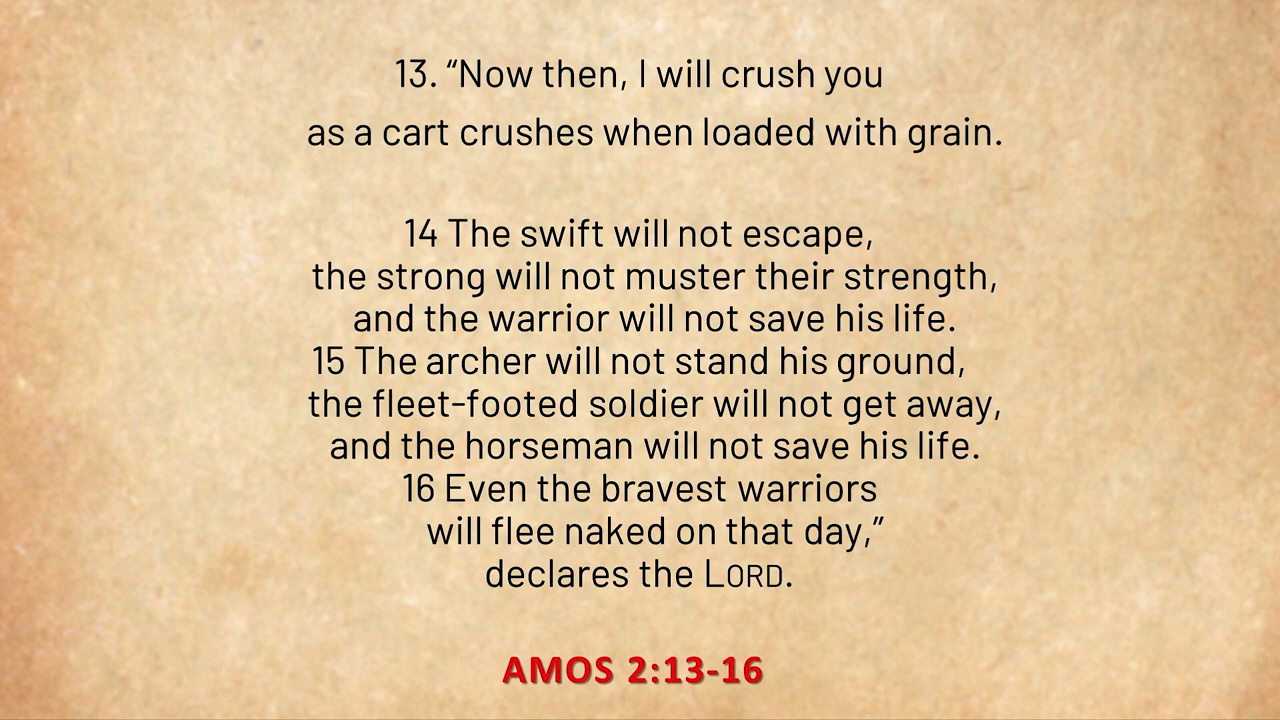 13. “Now then, I will crush you
as a cart crushes when loaded with grain.
14 The swift will not escape,
the strong will not muster their strength,
and the warrior will not save his life.
15 The archer will not stand his ground,
the fleet-footed soldier will not get away,
and the horseman will not save his life.
16 Even the bravest warriors
will flee naked on that day,”
declares the LORD.
AMOS 2:13-16